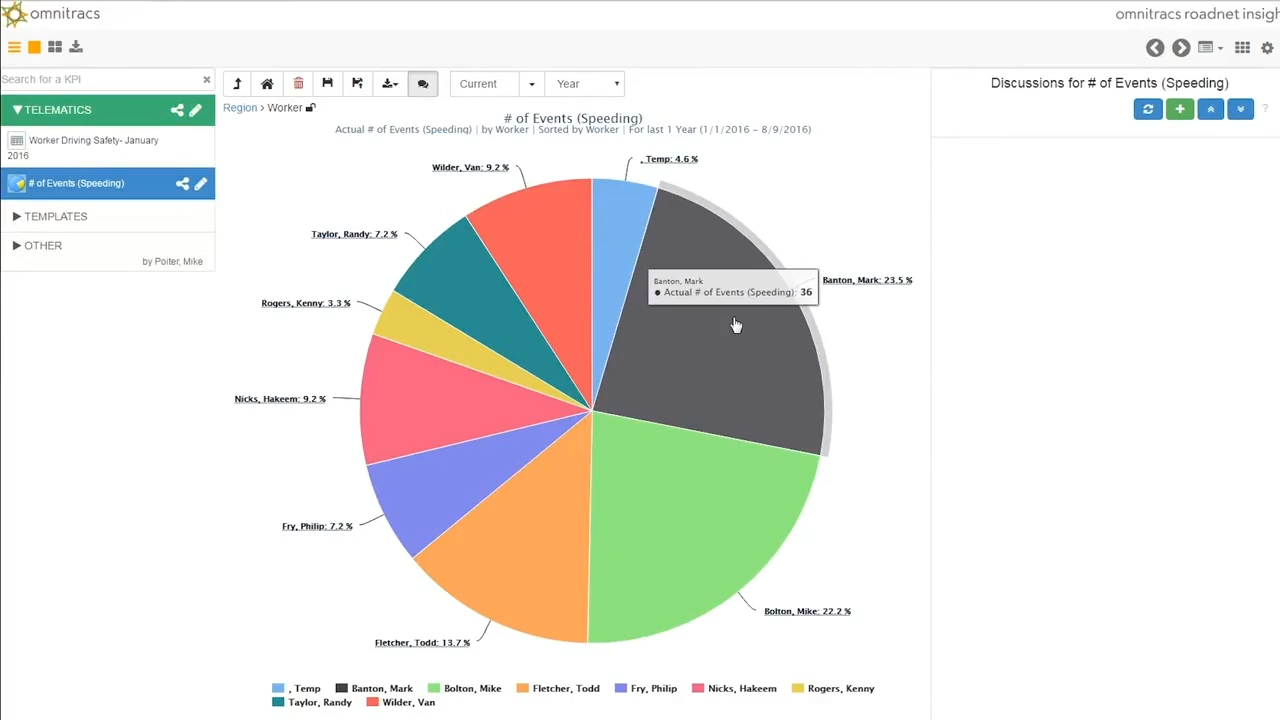 omnitracs
omnitracs roadnet insigh
Search for a KPI
TELEMATICS
Worker Driving Safety- January
2016
# of Events (Speeding)
TEMPLATES
OTHER
by Poiter, Mike
Current
Year
Region › Worker
# of Events (Speeding)
Actual # of Events (Speeding) | by Worker | Sorted by Worker | For last 1 Year (1/1/2016 - 8/9/2016)
Wilder, Van: 9.2 %
, Temp: 4.6 %
Taylor, Randy: 7.2 %
Banton, Mark
Actual # of Events (Speeding): 36
Banton, Mark: 23.5 %
Rogers, Kenny: 3.3 %
Nicks, Hakeem: 9.2 %
Fry, Philip: 7.2 %
Bolton, Mike: 22.2 %
Fletcher, Todd: 13.7 %
, Temp Banton, Mark Bolton, Mike Fletcher, Todd Fry, Philip Nicks, Hakeem Rogers, Kenny
Taylor, Randy Wilder, Van
Discussions for # of Events (Speeding)
?